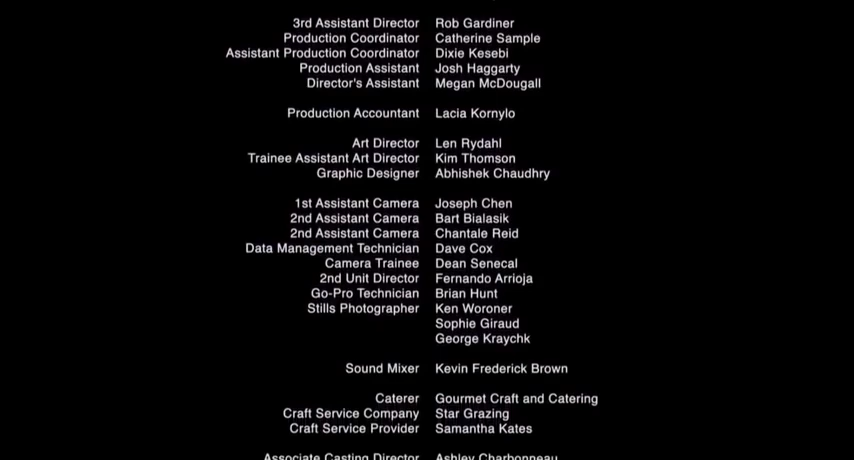 3rd Assistant Director Rob Gardiner
Production Coordinator Catherine Sample
Assistant Production Coordinator Dixie Kesebi
Production Assistant Josh Haggarty
Director's Assistant Megan McDougall
Production Accountant Lacia Kornylo
Art Director Len Rydahl
Trainee Assistant Art Director Kim Thomson
Graphic Designer Abhishek Chaudhry
1st Assistant Camera Joseph Chen
2nd Assistant Camera Bart Bialasik
2nd Assistant Camera Chantale Reid
Data Management Technician Dave Cox
Camera Trainee Dean Senecal
2nd Unit Director Fernando Arrioja
Go-Pro Technician Brian Hunt
Stills Photographer Ken Woroner
Sophie Giraud
George Kraychk
Sound Mixer Kevin Frederick Brown
Caterer Gourmet Craft and Catering
Craft Service Company Star Grazing
Craft Service Provider Samantha Kates
Associate Casting Director Ashley Charbonneau